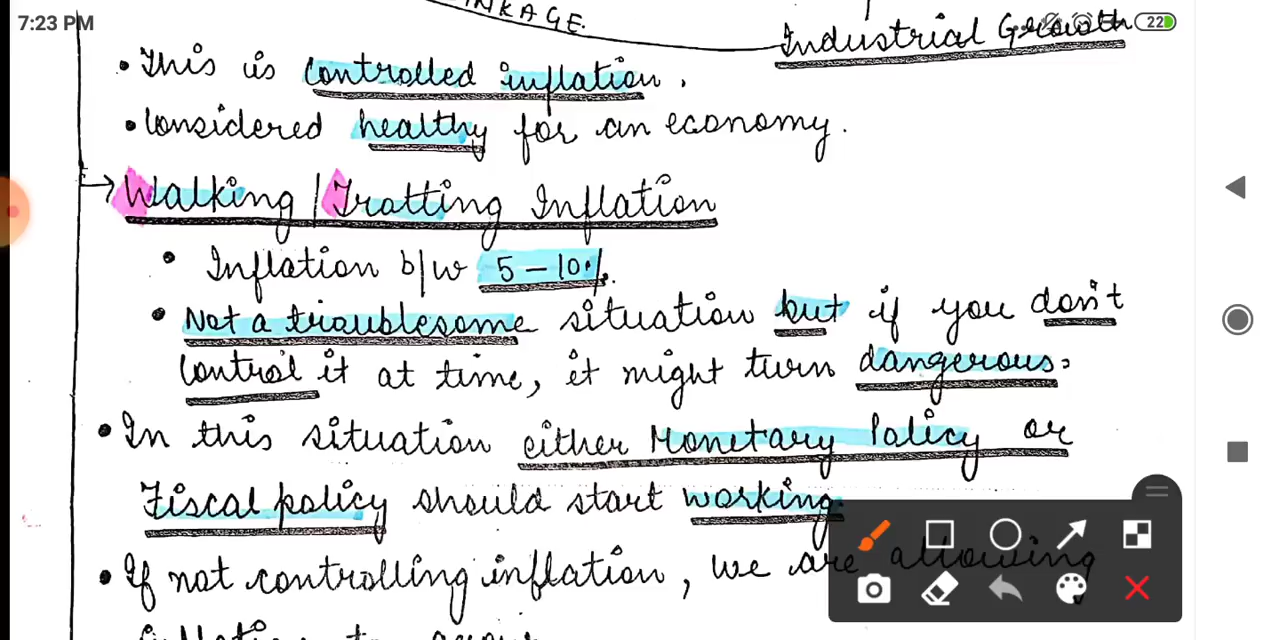 7:23 PM
22
INKAGE.
Industrial Growth
• This is controlled inflation.
• Considered healthy for an economy.
→ Walking / Trotting Inflation
• Inflation b/w 5 – 10%.
• Not a troublesome situation but if you don't
control it at time, it might turn dangerous.
• In this situation either Monetary Policy or
Fiscal policy should start working.
• If not controlling inflation, we are allowing